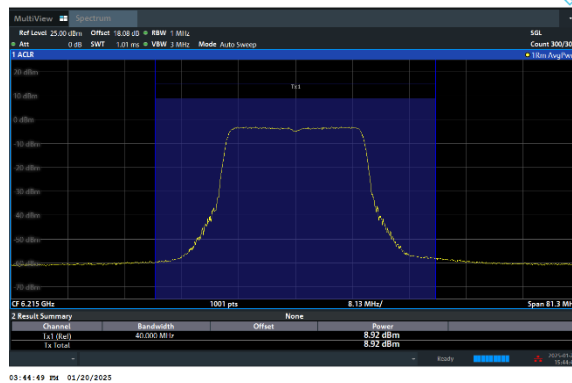 MultiView Spectrum
Ref Level 25.00 dBm Offset 18.08 dB RBW 1 MHz SGL
Att 0 dB SWT 1.01 ms VBW 3 MHz Mode Auto Sweep Count 300/30
1 ACLR 1Rm AvgPwr
20 dBm
Tx1
10 dBm
0 dBm
-10 dBm
-20 dBm
-30 dBm
-40 dBm
-50 dBm
-60 dBm
-70 dBm
CF 6.215 GHz 1001 pts 8.13 MHz/ Span 81.3 MH
2 Result Summary None
Channel Bandwidth Offset Power
Tx1 (Ref) 40.000 MHz 8.92 dBm
Tx Total 8.92 dBm
Ready
03:44:49 PM 01/20/2025